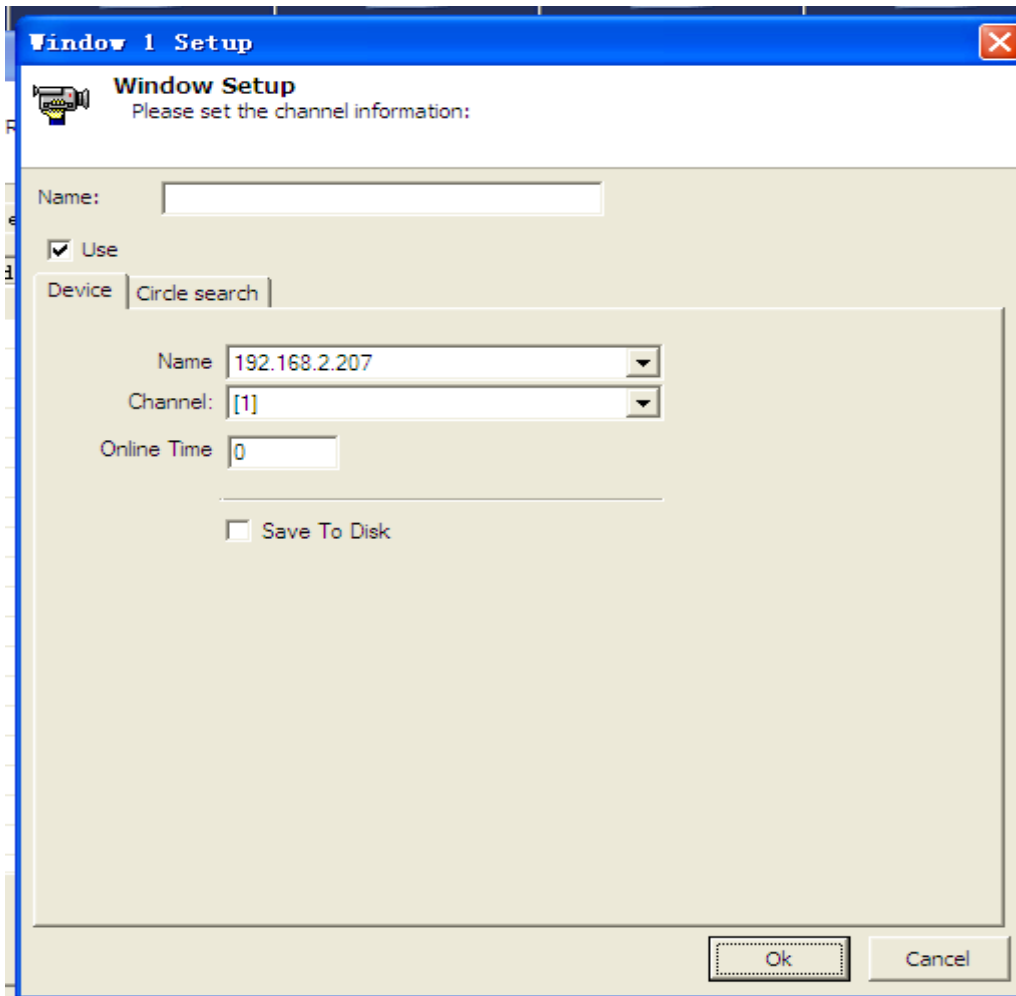 Window 1 Setup
Window Setup
Please set the channel information:
Name:
Use
Device Circle search
Name 192.168.2.207
Channel: [1]
Online Time 0
Save To Disk
Ok Cancel